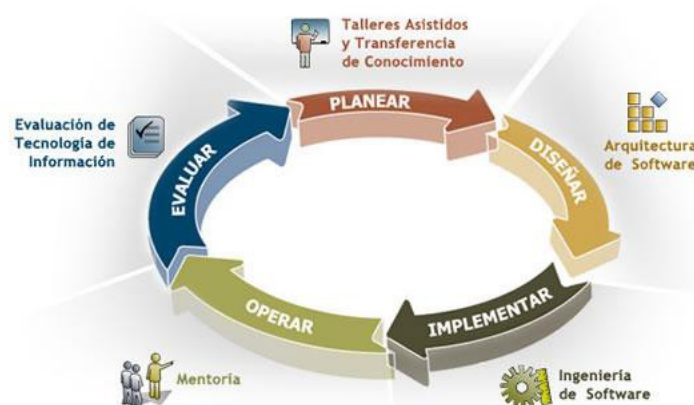 Talleres Asistidos
y Transferencia
de Conocimiento
PLANEAR
Evaluación de
Tecnología de
Información
EVALUAR
DISEÑAR
Arquitectura
de Software
OPERAR
IMPLEMENTAR
Mentoría
Ingeniería
de Software